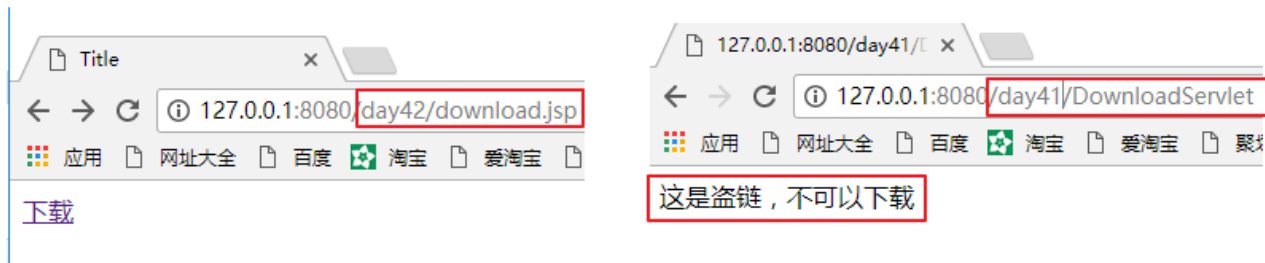 Title
127.0.0.1:8080/day42/download.jsp
应用 网址大全 百度 淘宝 爱淘宝
下载
127.0.0.1:8080/day41/
127.0.0.1:8080/day41/DownloadServlet
应用 网址大全 百度 淘宝 爱淘宝
这是盗链，不可以下载